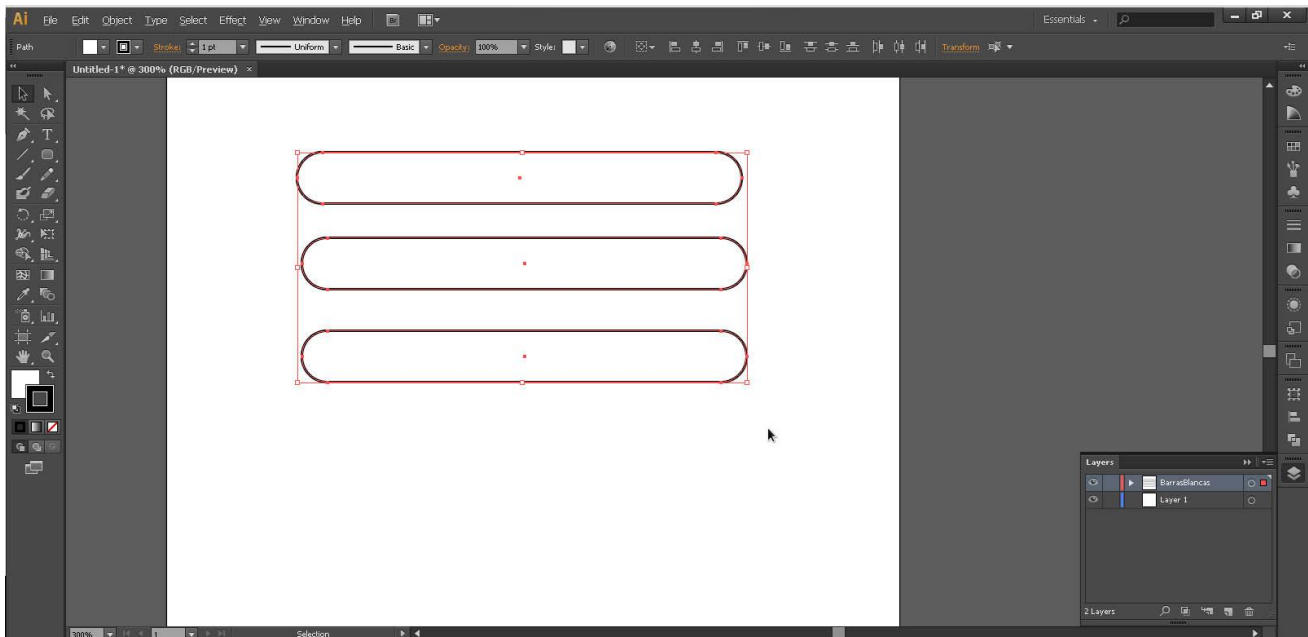 Ai File Edit Object Type Select Effect View Window Help Br Essentials
Path Stroke: 1 pt Uniform Basic Opacity: 100% Style: Transform
Untitled-1* @ 300% (RGB/Preview) ×
Layers
BarrasBlancas
Layer 1
2 Layers
300% 1 Selection